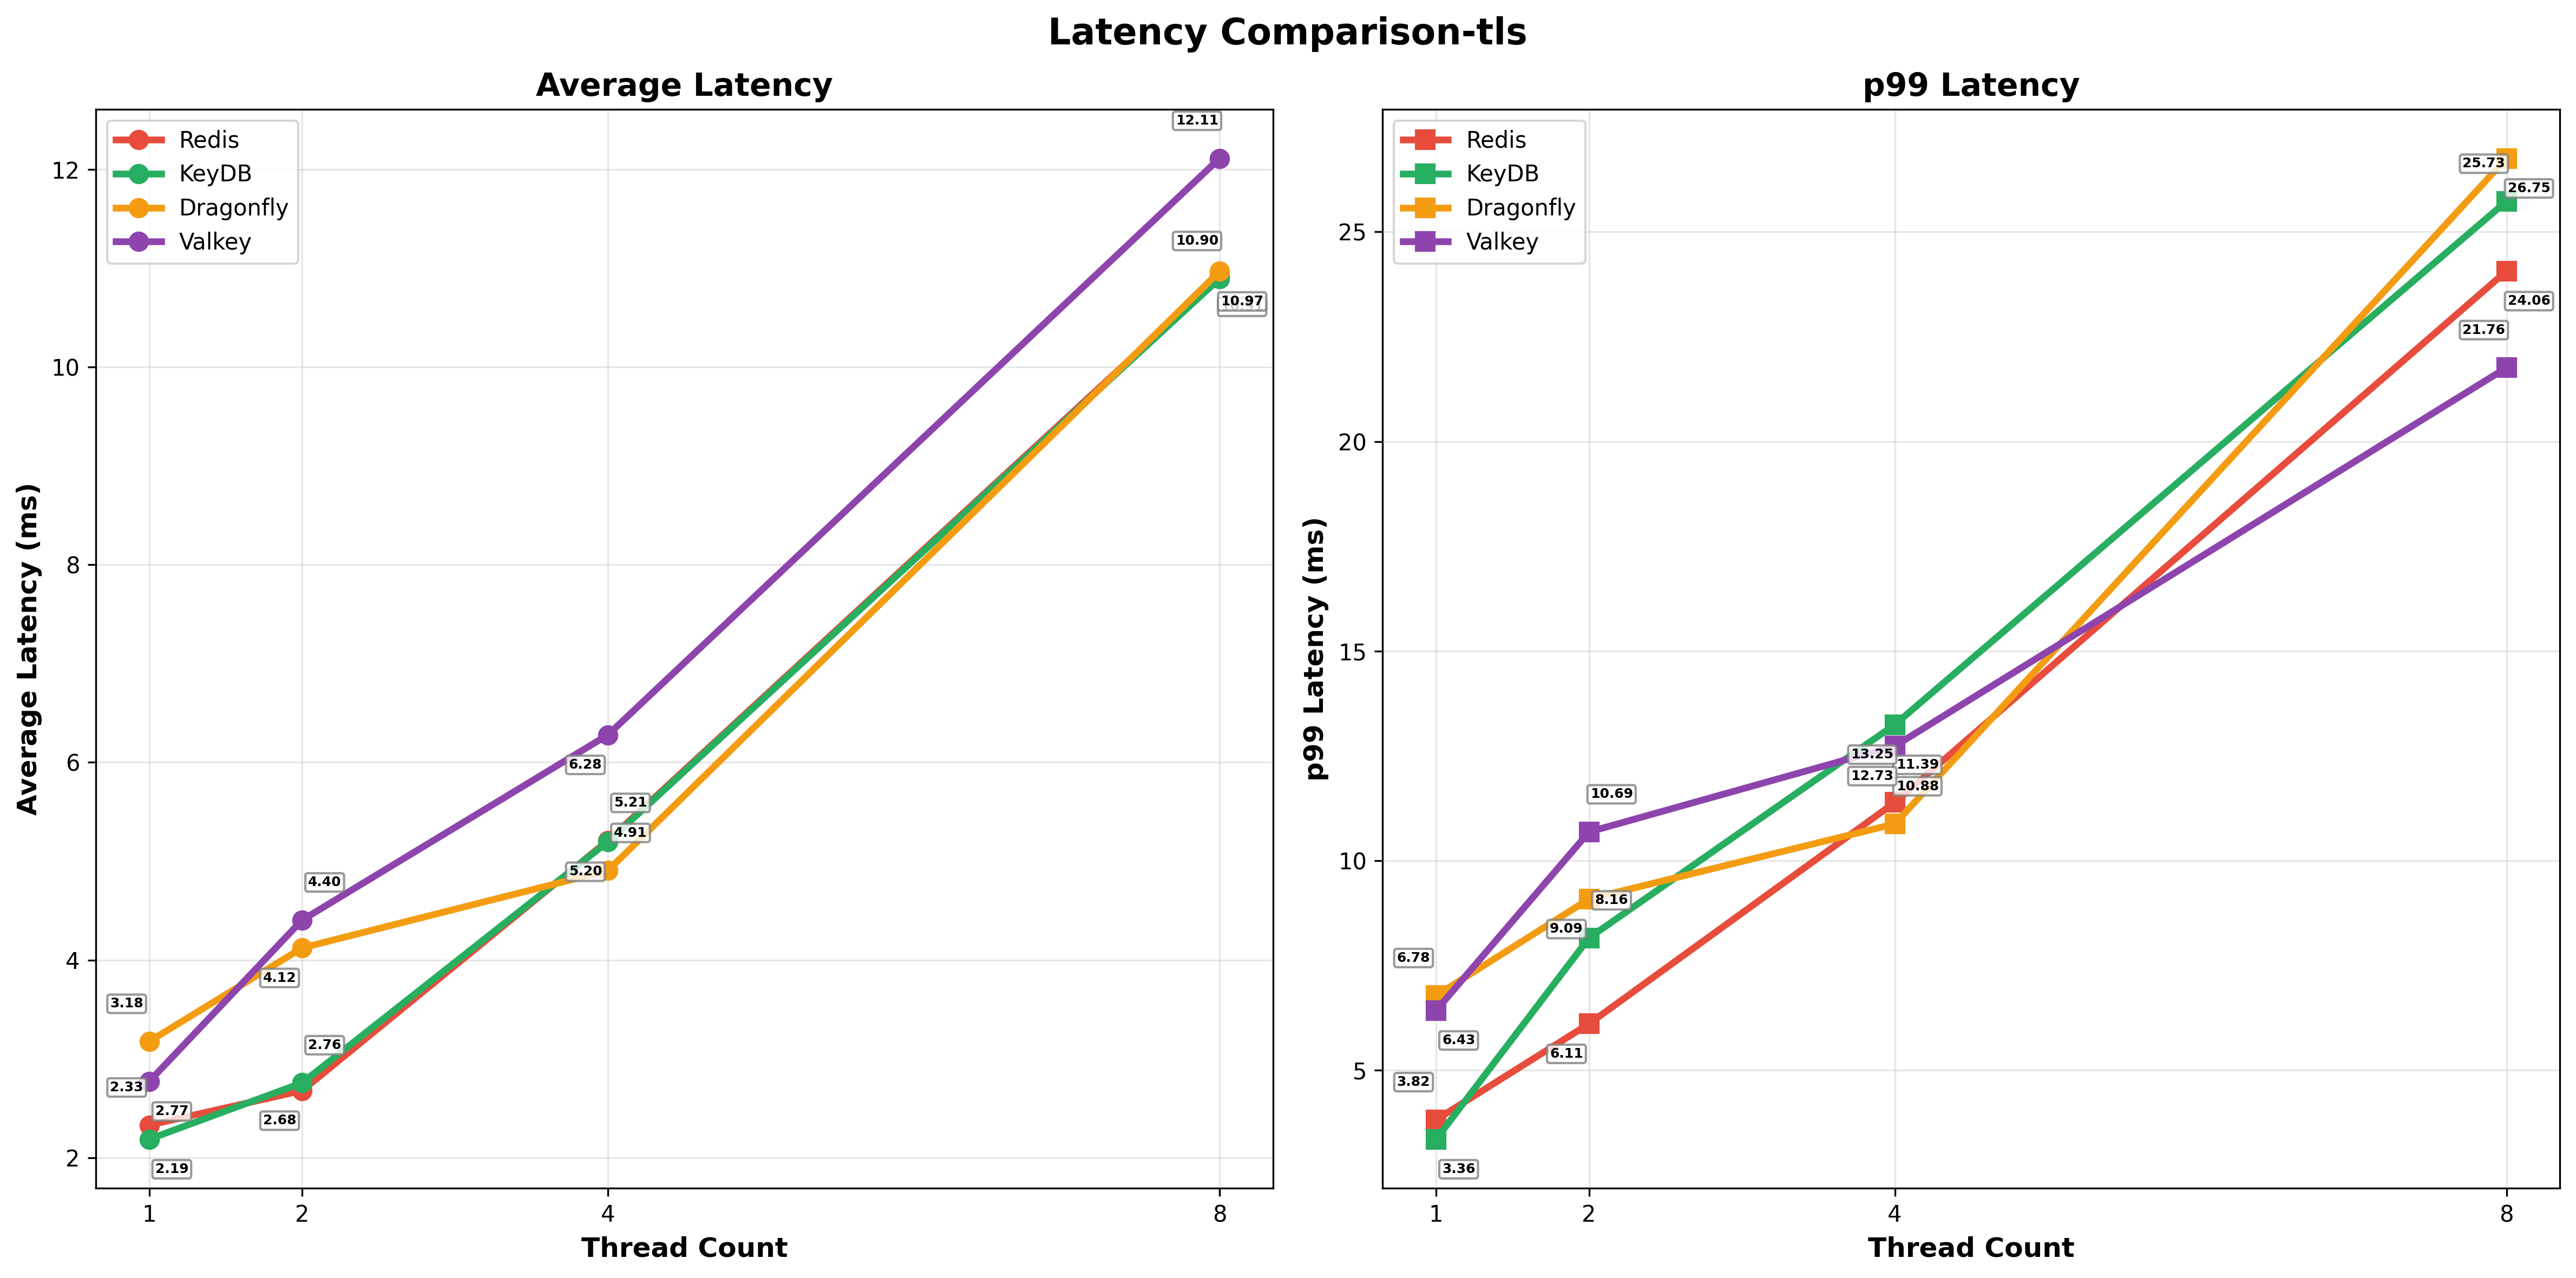 Latency Comparison-tls
Average Latency
Redis
KeyDB
Dragonfly
Valkey
12.11
10.90
10.97
6.28
5.21
4.91
5.20
4.40
4.12
3.18
2.76
2.33
2.77
2.68
2.19
12
10
8
6
4
2
1 2 4 8
Average Latency (ms)
Thread Count
p99 Latency
Redis
KeyDB
Dragonfly
Valkey
25.73
26.75
24.06
21.76
13.25
11.39
12.73
10.88
10.69
8.16
9.09
6.78
6.43
6.11
3.82
3.36
25
20
15
10
5
1 2 4 8
p99 Latency (ms)
Thread Count